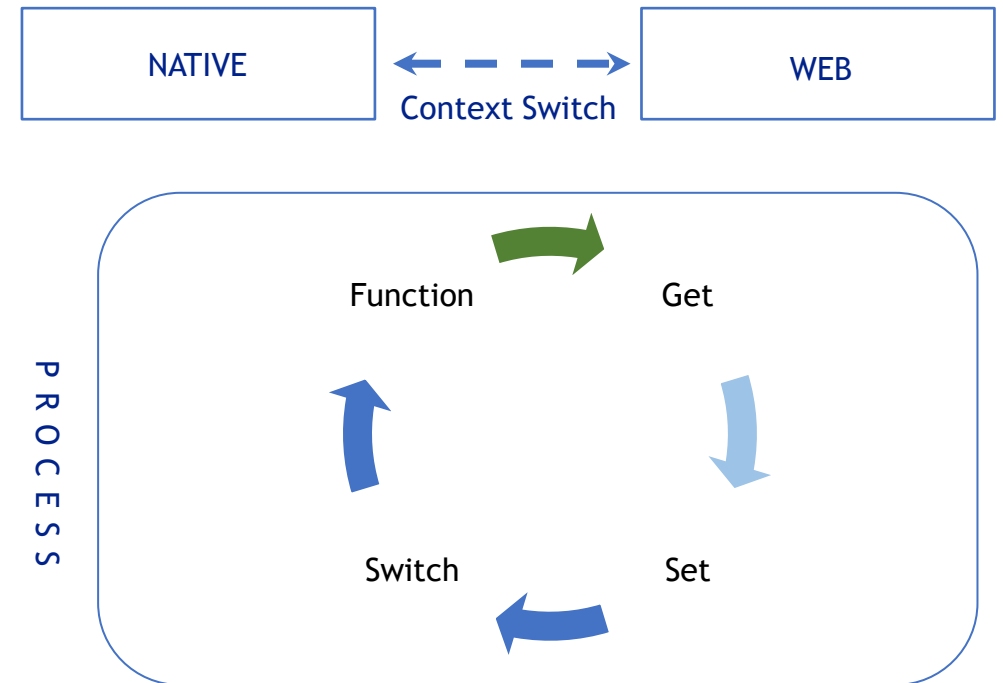 NATIVE
WEB
Context Switch
Function
Get
PROCESS
Switch
Set